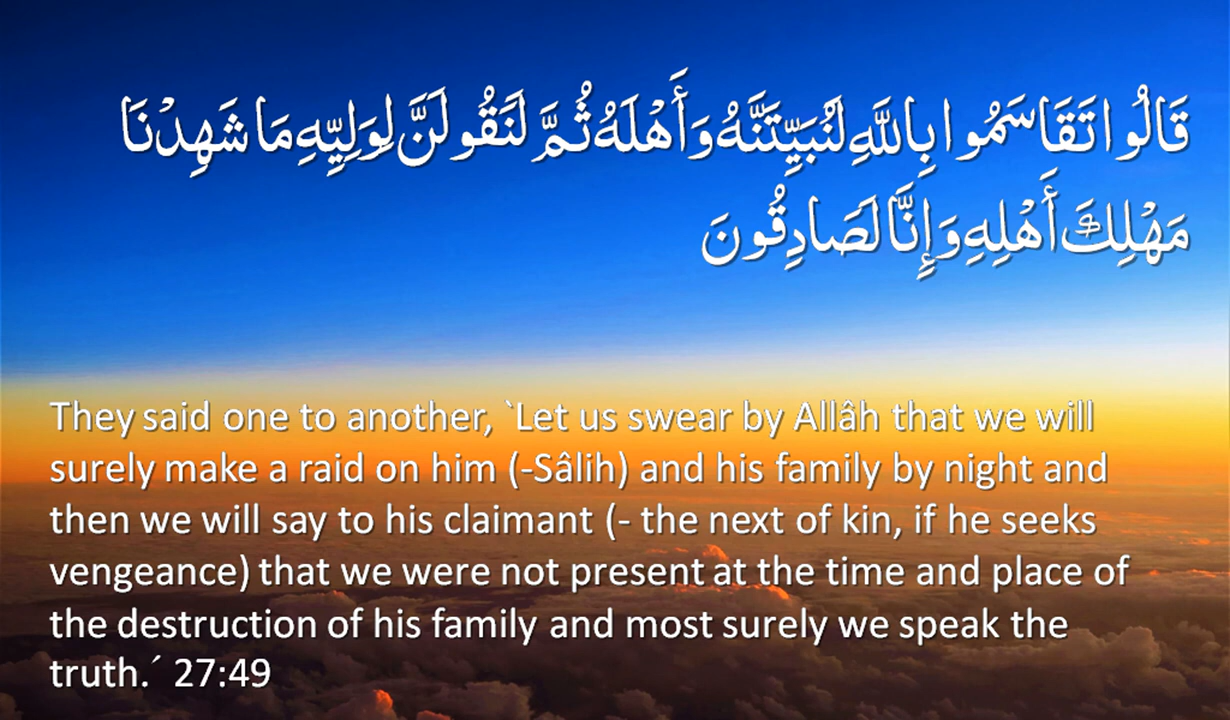 قَالُوا تَقَاسَمُوا بِاللَّهِ لَنُبَيِّتَنَّهُ وَأَهْلَهُ ثُمَّ لَنَقُولَنَّ لِوَلِيِّهِ مَا شَهِدْنَا
مَهْلِكَ أَهْلِهِ وَإِنَّا لَصَادِقُونَ
They said one to another, `Let us swear by Allâh that we will
surely make a raid on him (-Sâlih) and his family by night and
then we will say to his claimant (- the next of kin, if he seeks
vengeance) that we were not present at the time and place of
the destruction of his family and most surely we speak the
truth.´ 27:49